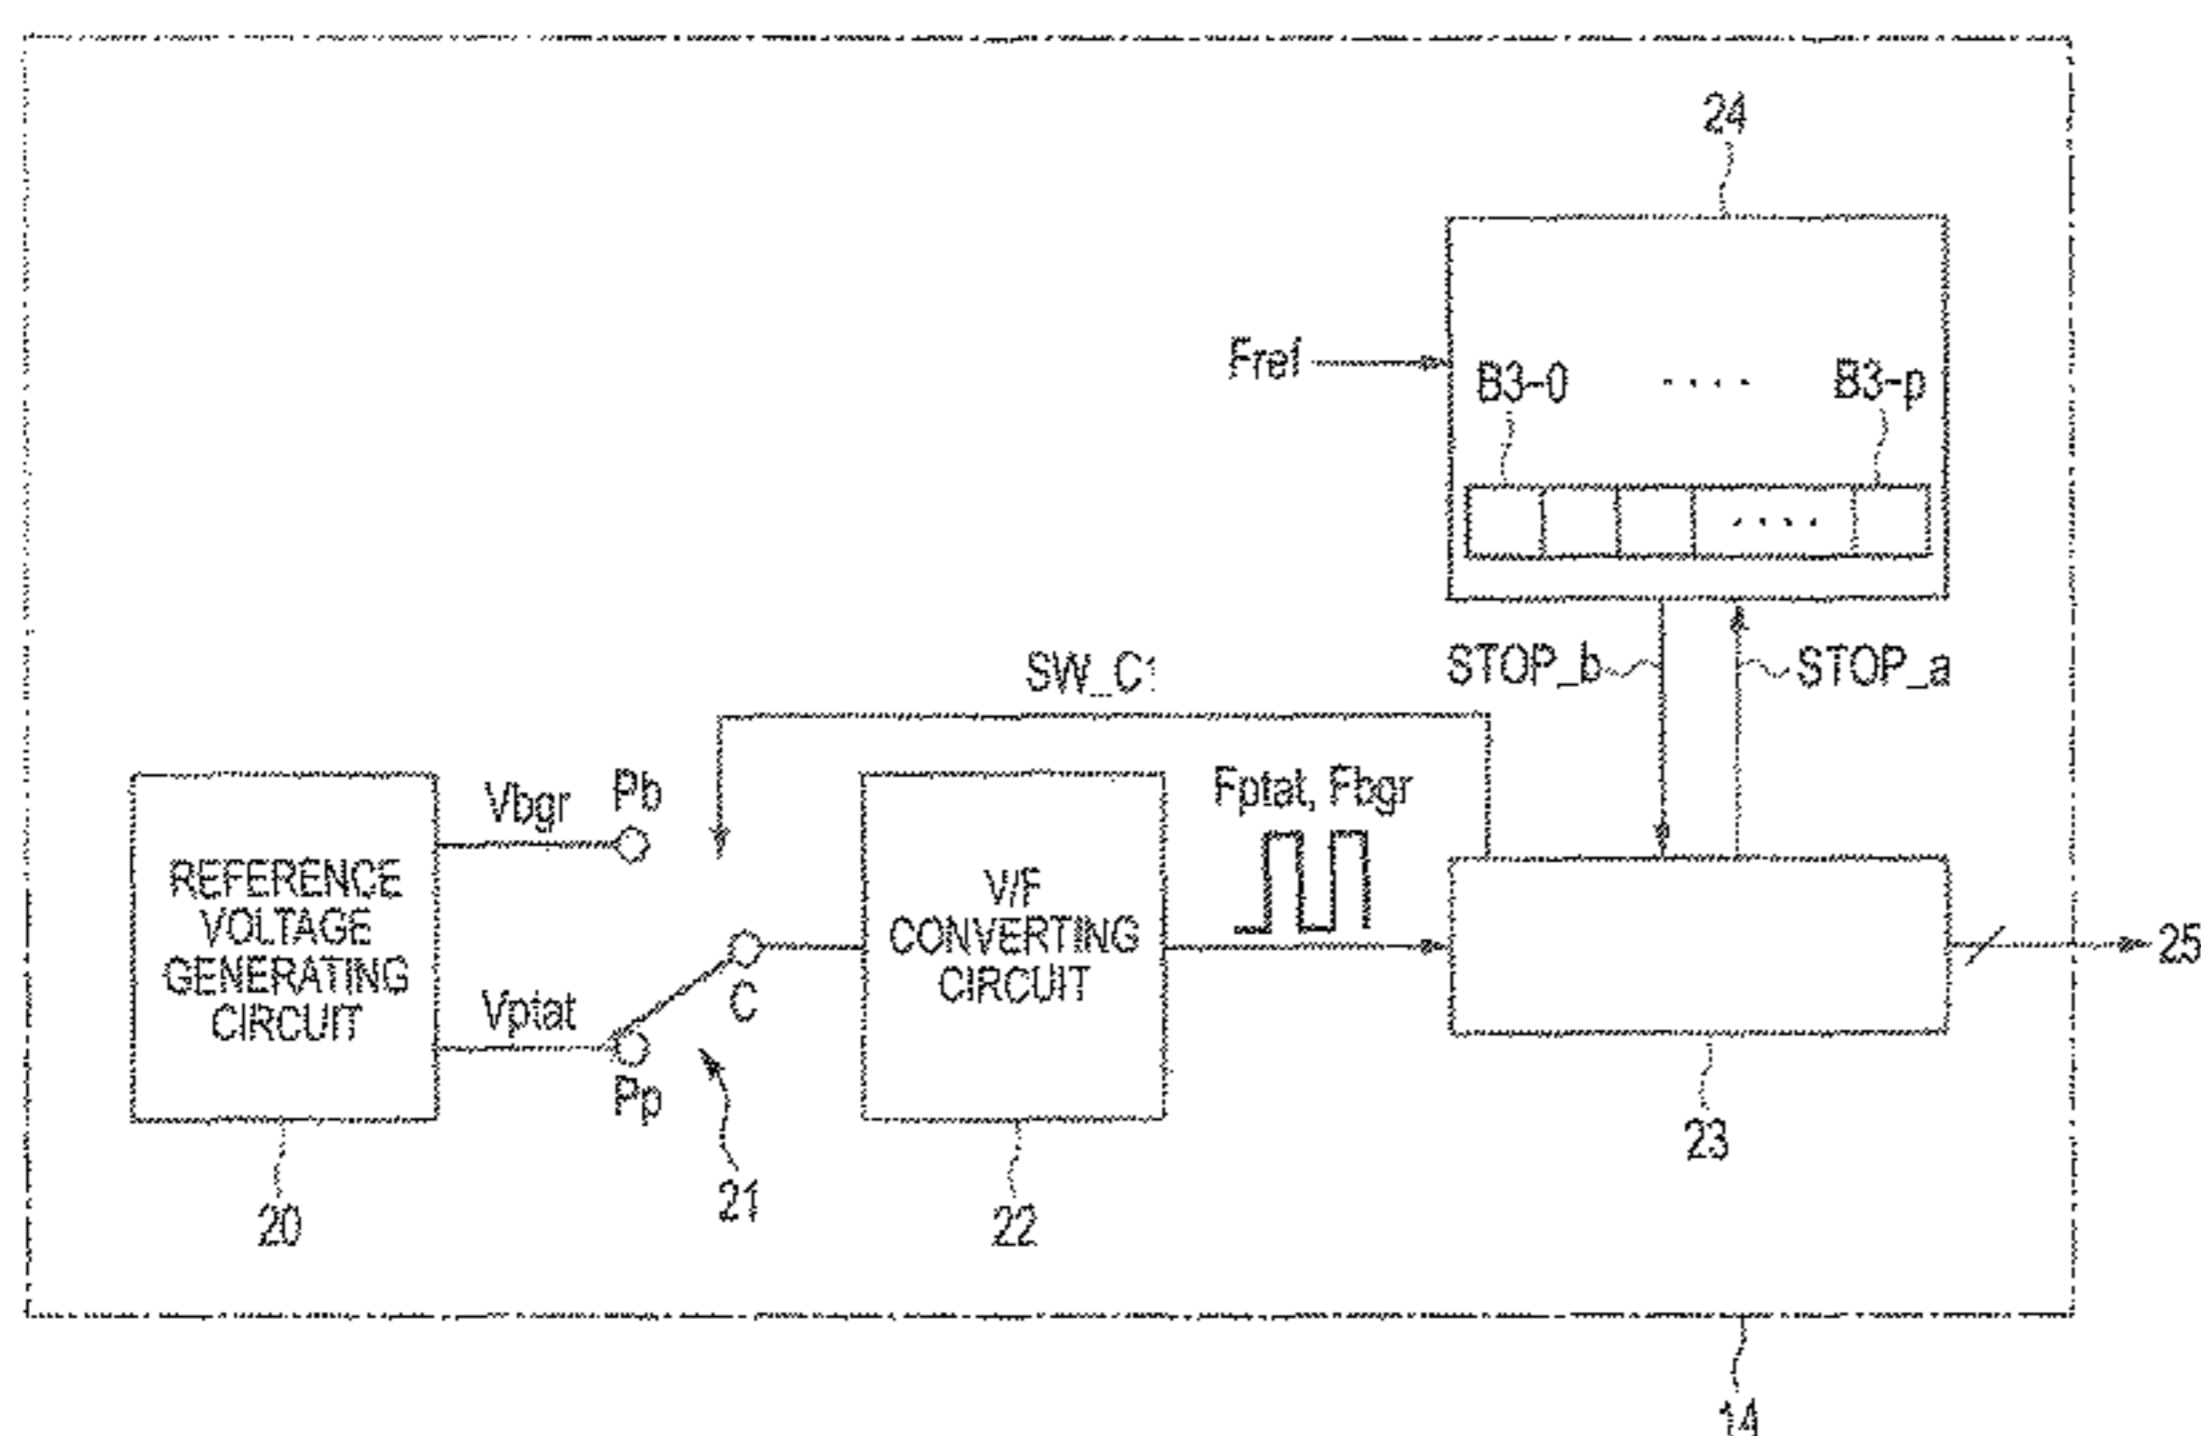 24
Fref
B3-0
....
B3-p
....
STOP_b
STOP_a
SW_C1
Vbgr
Pb
Fptat, Fbgr
REFERENCE
VOLTAGE
GENERATING
CIRCUIT
V/F
CONVERTING
CIRCUIT
25
Vptat
C
Pp
23
21
20
22
14